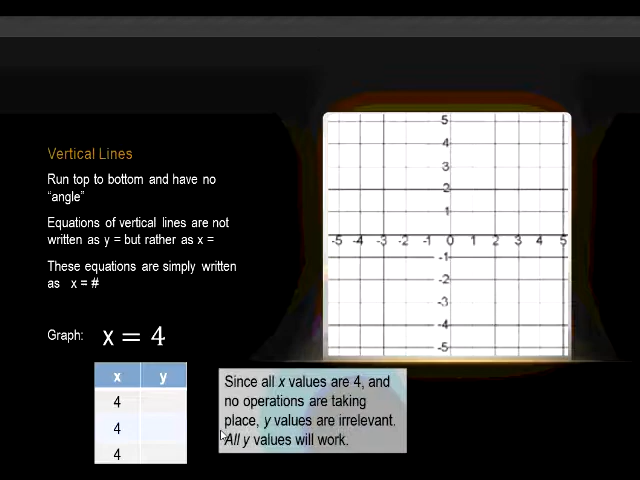 Vertical Lines
Run top to bottom and have no
“angle”
Equations of vertical lines are not
written as y = but rather as x =
These equations are simply written
as x = #
Graph: x = 4
x y
4
4
4
Since all x values are 4, and
no operations are taking
place, y values are irrelevant.
All y values will work.
5
4
3
2
1
-5 -4 -3 -2 -1 0 1 2 3 4 5
-1
-2
-3
-4
-5